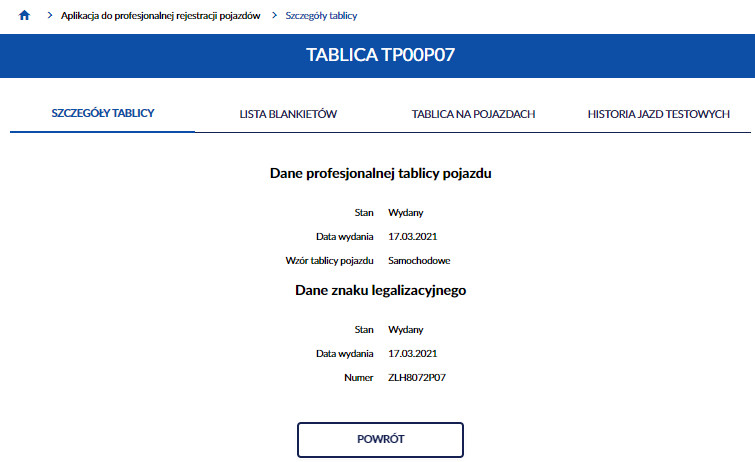 Aplikacja do profesjonalnej rejestracji pojazdów > Szczegóły tablicy
TABLICA TP00P07
SZCZEGÓŁY TABLICY LISTA BLANKIETÓW TABLICA NA POJAZDACH HISTORIA JAZD TESTOWYCH
Dane profesjonalnej tablicy pojazdu
Stan Wydany
Data wydania 17.03.2021
Wzór tablicy pojazdu Samochodowe
Dane znaku legalizacyjnego
Stan Wydany
Data wydania 17.03.2021
Numer ZLH8072P07
POWRÓT